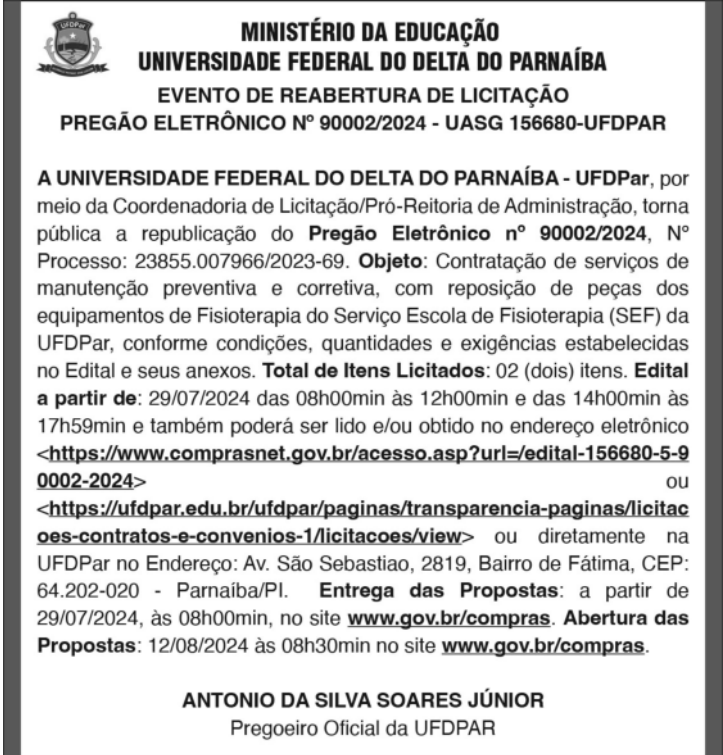 UFDPar
MINISTÉRIO DA EDUCAÇÃO
UNIVERSIDADE FEDERAL DO DELTA DO PARNAÍBA
EVENTO DE REABERTURA DE LICITAÇÃO
PREGÃO ELETRÔNICO Nº 90002/2024 - UASG 156680-UFDPAR
A UNIVERSIDADE FEDERAL DO DELTA DO PARNAÍBA - UFDPar, por
meio da Coordenadoria de Licitação/Pró-Reitoria de Administração, torna
pública a republicação do Pregão Eletrônico nº 90002/2024, Nº
Processo: 23855.007966/2023-69. Objeto: Contratação de serviços de
manutenção preventiva e corretiva, com reposição de peças dos
equipamentos de Fisioterapia do Serviço Escola de Fisioterapia (SEF) da
UFDPar, conforme condições, quantidades e exigências estabelecidas
no Edital e seus anexos. Total de Itens Licitados: 02 (dois) itens. Edital
a partir de: 29/07/2024 das 08h00min às 12h00min e das 14h00min às
17h59min e também poderá ser lido e/ou obtido no endereço eletrônico
<https://www.comprasnet.gov.br/acesso.asp?url=/edital-156680-5-9
0002-2024> ou
<https://ufdpar.edu.br/ufdpar/paginas/transparencia-paginas/licitac
oes-contratos-e-convenios-1/licitacoes/view> ou diretamente na
UFDPar no Endereço: Av. São Sebastiao, 2819, Bairro de Fátima, CEP:
64.202-020 - Parnaíba/PI. Entrega das Propostas: a partir de
29/07/2024, às 08h00min, no site www.gov.br/compras. Abertura das
Propostas: 12/08/2024 às 08h30min no site www.gov.br/compras.
ANTONIO DA SILVA SOARES JÚNIOR
Pregoeiro Oficial da UFDPAR